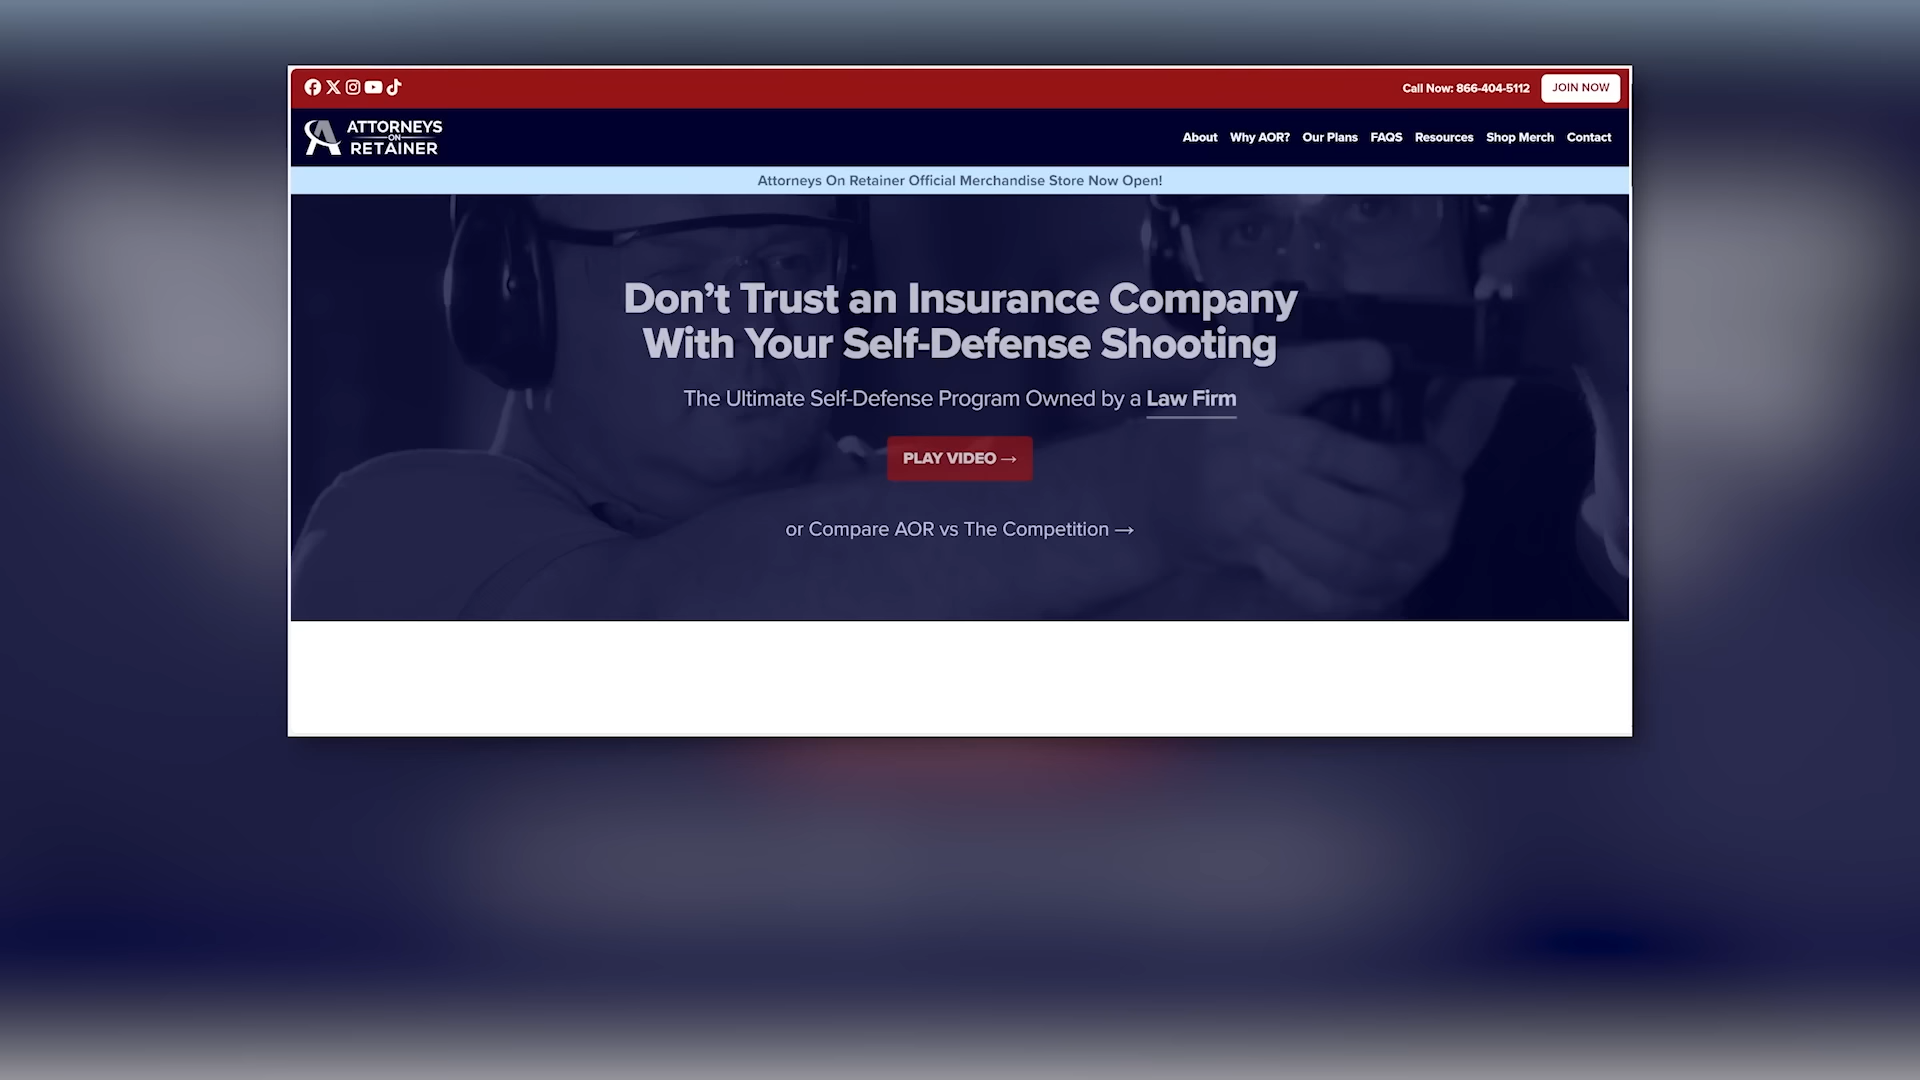 Call Now: 866-404-5112 JOIN NOW
ATTORNEYS
ON
RETAINER
About Why AOR? Our Plans FAQS Resources Shop Merch Contact
Attorneys On Retainer Official Merchandise Store Now Open!
Don’t Trust an Insurance Company
With Your Self-Defense Shooting
The Ultimate Self-Defense Program Owned by a Law Firm
PLAY VIDEO →
or Compare AOR vs The Competition →